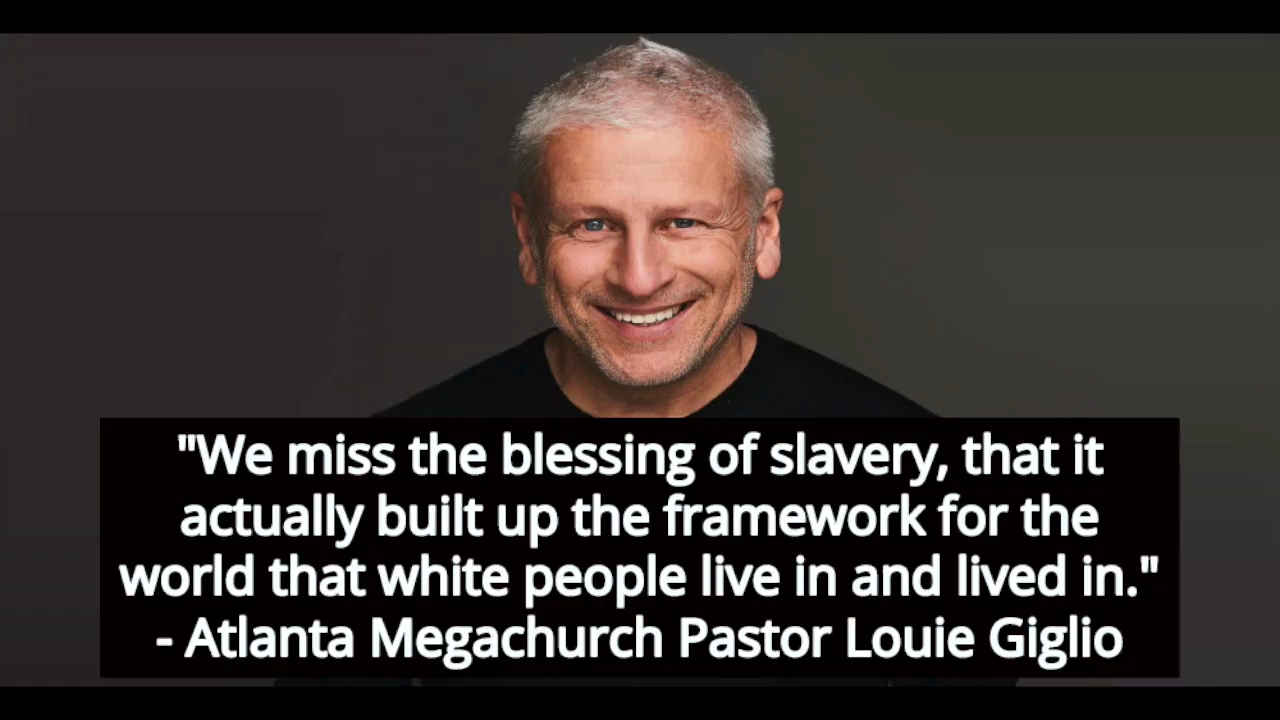 "We miss the blessing of slavery, that it
actually built up the framework for the
world that white people live in and lived in."
- Atlanta Megachurch Pastor Louie Giglio